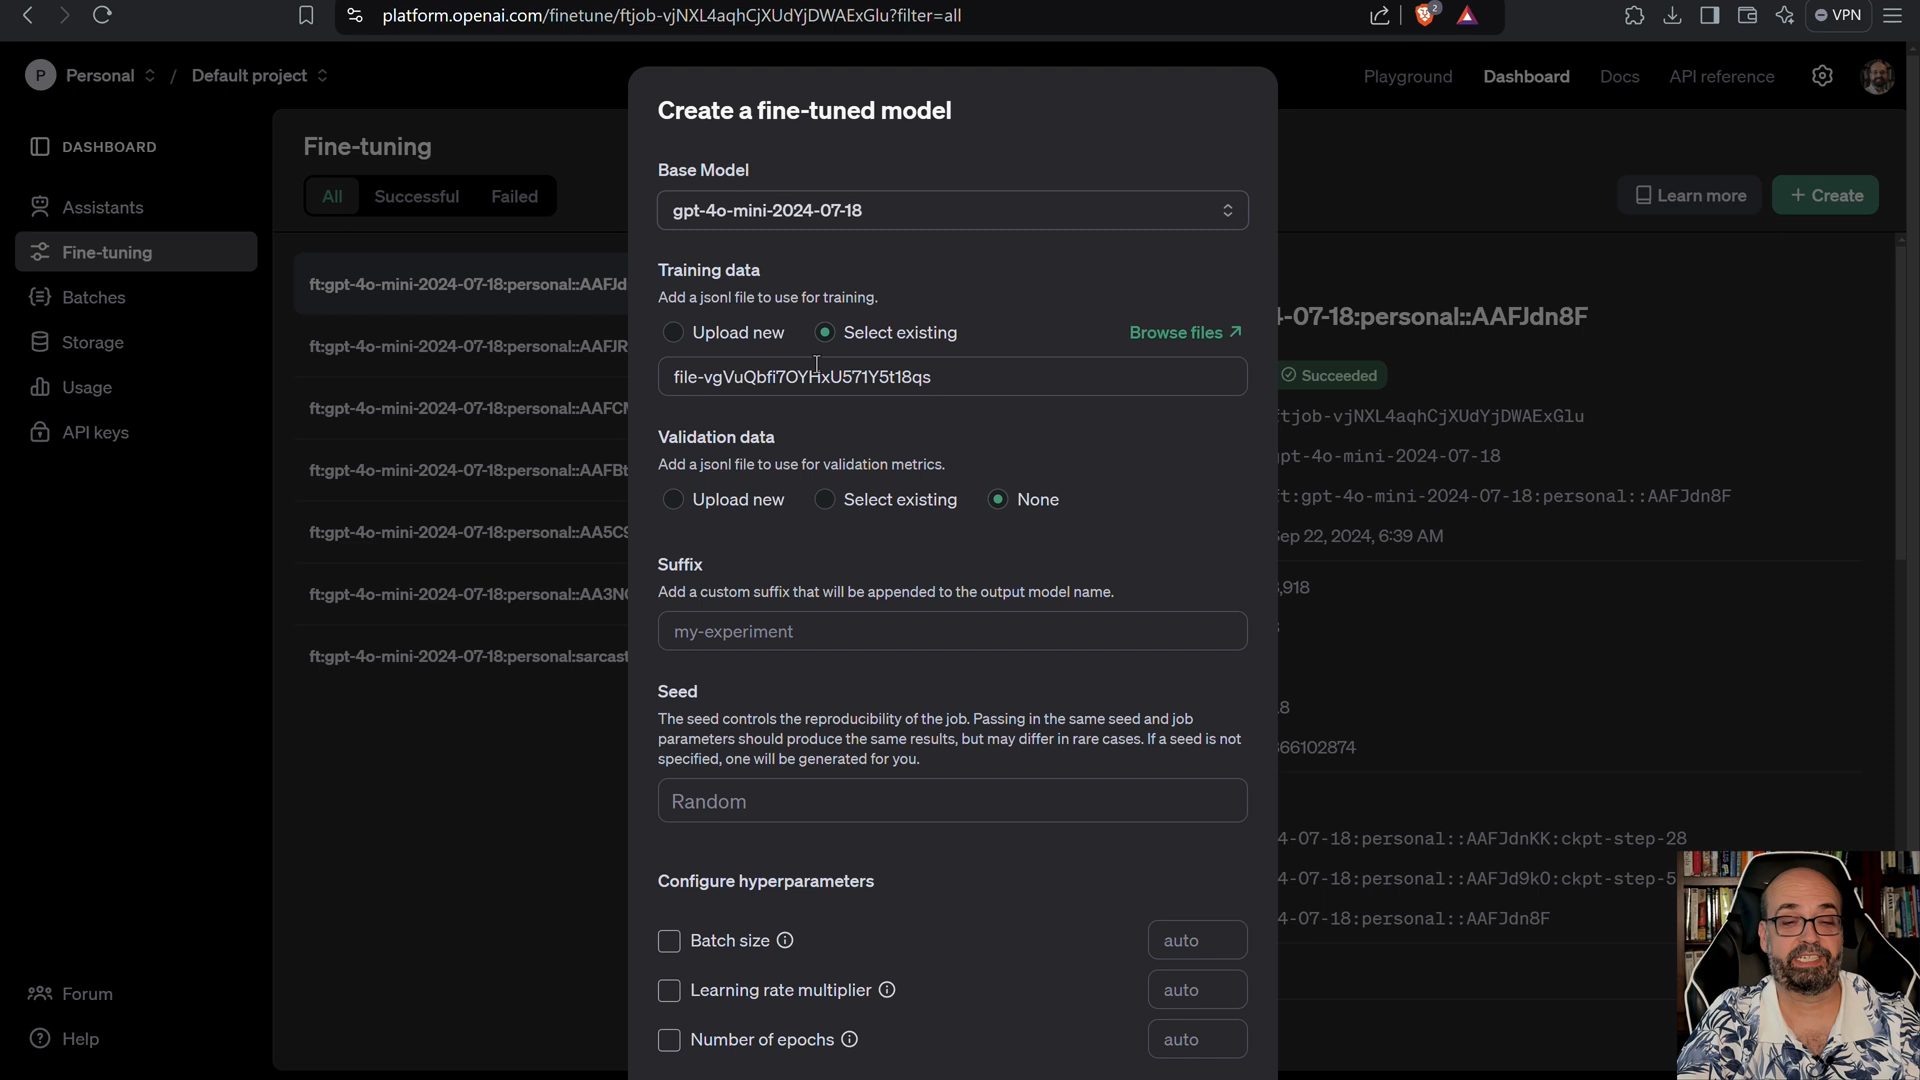 platform.openai.com/finetune/ftjob-vjNXL4aqhCjXUdYjDWAExGlu?filter=all
2
VPN
P Personal / Default project
Playground Dashboard Docs API reference
DASHBOARD
Assistants
Fine-tuning
Batches
Storage
Usage
API keys
Forum
Help
Fine-tuning
All Successful Failed
Learn more + Create
ft:gpt-4o-mini-2024-07-18:personal::AAFJd
ft:gpt-4o-mini-2024-07-18:personal::AAFJR
ft:gpt-4o-mini-2024-07-18:personal::AAFCM
ft:gpt-4o-mini-2024-07-18:personal::AAFBt
ft:gpt-4o-mini-2024-07-18:personal::AA5CS
ft:gpt-4o-mini-2024-07-18:personal::AA3N
ft:gpt-4o-mini-2024-07-18:personal:sarcast
Create a fine-tuned model
Base Model
gpt-4o-mini-2024-07-18
Training data
Add a jsonl file to use for training.
Upload new Select existing Browse files
file-vgVuQbfi7OYHxU571Y5t18qs
Validation data
Add a jsonl file to use for validation metrics.
Upload new Select existing None
Suffix
Add a custom suffix that will be appended to the output model name.
my-experiment
Seed
The seed controls the reproducibility of the job. Passing in the same seed and job
parameters should produce the same results, but may differ in rare cases. If a seed is not
specified, one will be generated for you.
Random
Configure hyperparameters
Batch size auto
Learning rate multiplier auto
Number of epochs auto
4-07-18:personal::AAFJdn8F
Succeeded
ftjob-vjNXL4aqhCjXUdYjDWAExGlu
gpt-4o-mini-2024-07-18
ft:gpt-4o-mini-2024-07-18:personal::AAFJdn8F
Sep 22, 2024, 6:39 AM
,918
8
366102874
4-07-18:personal::AAFJdnKK:ckpt-step-28
4-07-18:personal::AAFJd9kO:ckpt-step-5
4-07-18:personal::AAFJdn8F